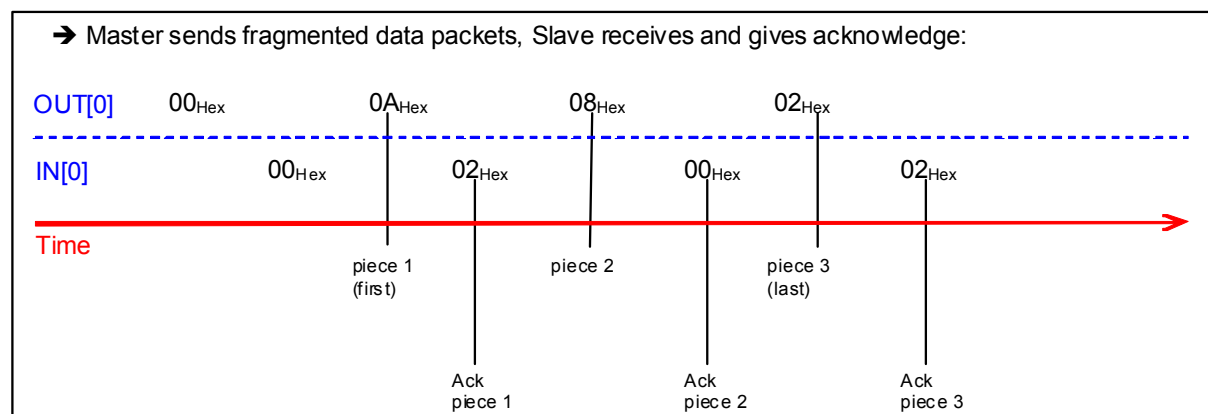 ➔ Master sends fragmented data packets, Slave receives and gives acknowledge:
OUT[0] 00Hex 0AHex 08Hex 02Hex
IN[0] 00Hex 02Hex 00Hex 02Hex
Time
piece 1 piece 2 piece 3
(first) (last)
Ack Ack Ack
piece 1 piece 2 piece 3